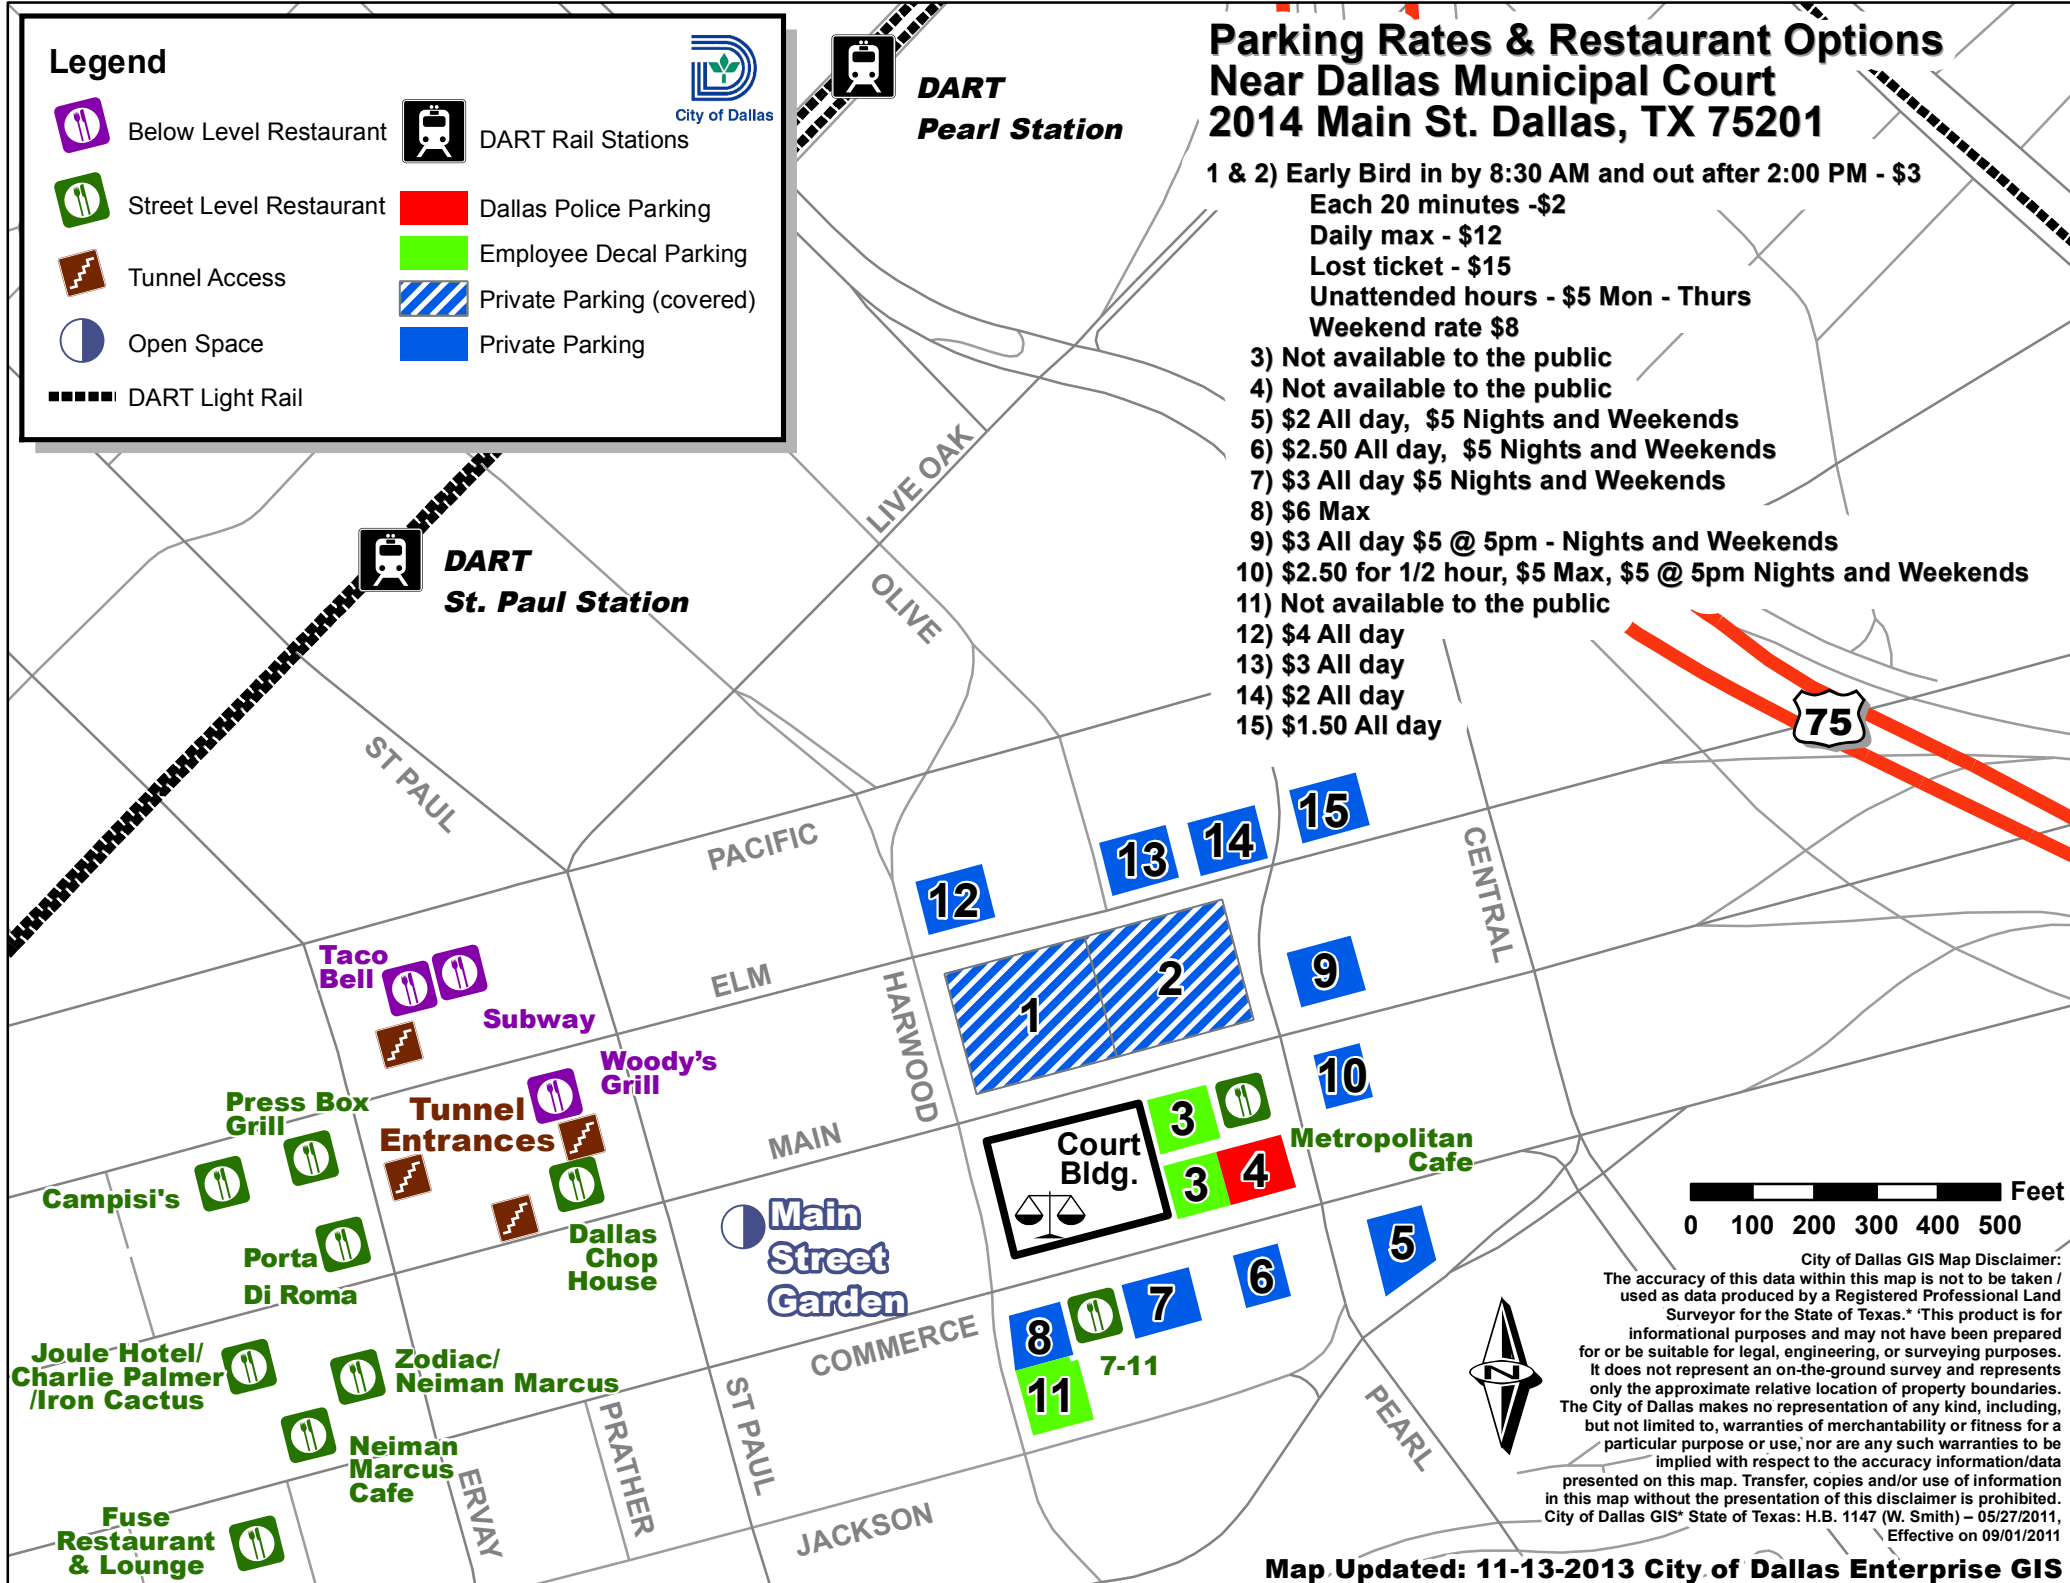 Legend
City of Dallas
Below Level Restaurant
Street Level Restaurant
Tunnel Access
Open Space
DART Light Rail
DART Rail Stations
Dallas Police Parking
Employee Decal Parking
Private Parking (covered)
Private Parking
DART
Pearl Station
Parking Rates & Restaurant Options
Near Dallas Municipal Court
2014 Main St. Dallas, TX 75201
1 & 2) Early Bird in by 8:30 AM and out after 2:00 PM - $3
Each 20 minutes -$2
Daily max - $12
Lost ticket - $15
Unattended hours - $5 Mon - Thurs
Weekend rate $8
3) Not available to the public
4) Not available to the public
5) $2 All day,  $5 Nights and Weekends
6) $2.50 All day,  $5 Nights and Weekends
7) $3 All day $5 Nights and Weekends
8) $6 Max
9) $3 All day $5 @ 5pm - Nights and Weekends
10) $2.50 for 1/2 hour, $5 Max, $5 @ 5pm Nights and Weekends
11) Not available to the public
12) $4 All day
13) $3 All day
14) $2 All day
15) $1.50 All day
DART
St. Paul Station
LIVE OAK
OLIVE
75
ST PAUL
PACIFIC
CENTRAL
15
14
13
12
Taco
Bell
Subway
ELM
HARWOOD
1
2
9
Woody's
Grill
10
Press Box
Grill
Tunnel
Entrances
MAIN
Court
Bldg.
3
3
4
Metropolitan
Cafe
Campisi's
Porta
Di Roma
Dallas
Chop
House
Main
Street
Garden
5
6
7
8
7-11
11
COMMERCE
Feet
0 100 200 300 400 500
Joule Hotel/
Charlie Palmer
/Iron Cactus
Zodiac/
Neiman Marcus
Neiman
Marcus
Cafe
PRATHER
ST PAUL
PEARL
N
ERVAY
JACKSON
Fuse
Restaurant
& Lounge
City of Dallas GIS Map Disclaimer:
The accuracy of this data within this map is not to be taken /
used as data produced by a Registered Professional Land
Surveyor for the State of Texas.* 'This product is for
informational purposes and may not have been prepared
for or be suitable for legal, engineering, or surveying purposes.
It does not represent an on-the-ground survey and represents
only the approximate relative location of property boundaries.
The City of Dallas makes no representation of any kind, including,
but not limited to, warranties of merchantability or fitness for a
particular purpose or use, nor are any such warranties to be
implied with respect to the accuracy information/data
presented on this map. Transfer, copies and/or use of information
in this map without the presentation of this disclaimer is prohibited.
City of Dallas GIS* State of Texas: H.B. 1147 (W. Smith) – 05/27/2011,
Effective on 09/01/2011
Map Updated: 11-13-2013 City of Dallas Enterprise GIS